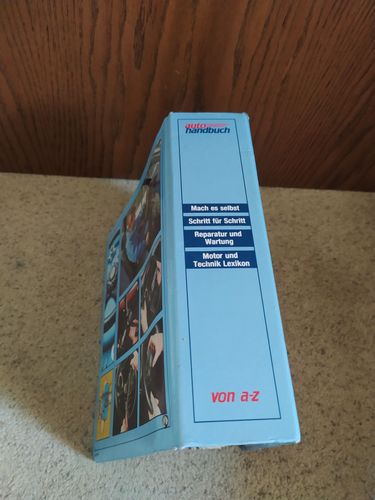 auto
handbuch
Mach es selbst
Schritt für Schritt
Reparatur und
Wartung
Motor und
Technik Lexikon
von a-z